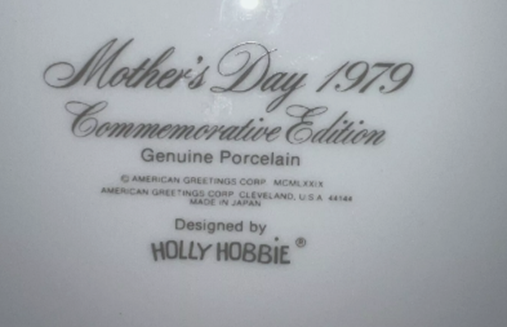 Mother's Day 1979
Commemorative Edition
Genuine Porcelain
© AMERICAN GREETINGS CORP. MCMLXXIX
AMERICAN GREETINGS CORP. CLEVELAND, U.S.A. 44144
MADE IN JAPAN
Designed by
HOLLY HOBBiE®